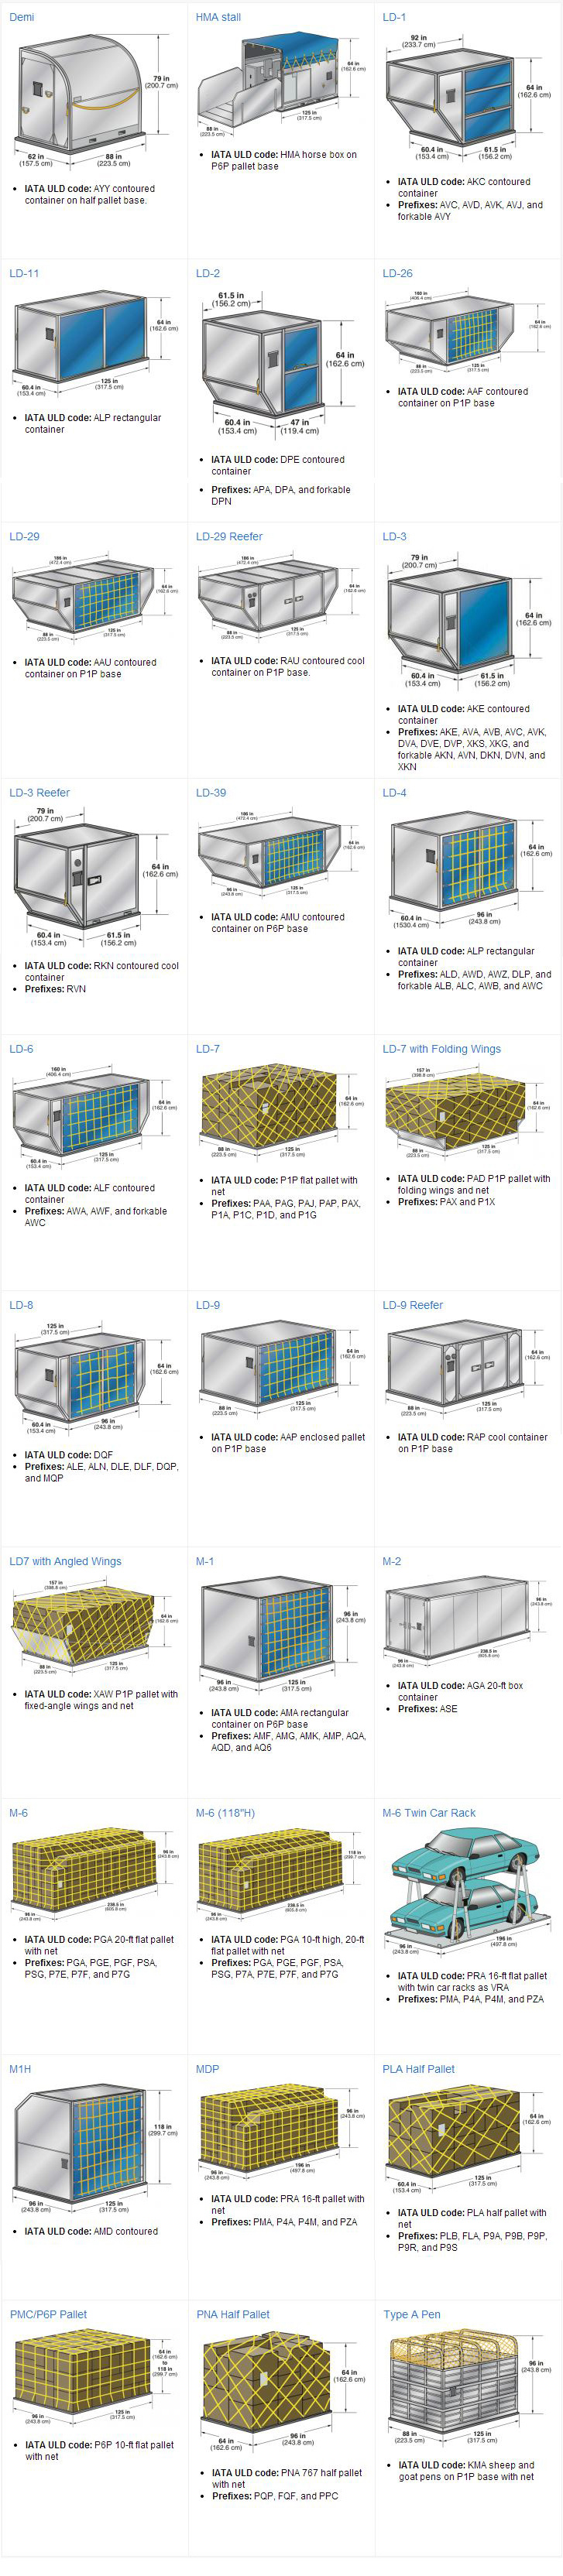 Demi
79 in
(200.7 cm)
62 in
(157.5 cm)
88 in
(223.5 cm)
IATA ULD code: AYY contoured
container on half pallet base.
HMA stall
64 in
(162.6 cm)
125 in
(317.5 cm)
88 in
(223.5 cm)
IATA ULD code: HMA horse box on
P6P pallet base
LD-1
92 in
(233.7 cm)
64 in
(162.6 cm)
60.4 in
(153.4 cm)
61.5 in
(156.2 cm)
IATA ULD code: AKC contoured
container
Prefixes: AVC, AVD, AVK, AVJ, and
forkable AVY
LD-11
64 in
(162.6 cm)
60.4 in
(153.4 cm)
125 in
(317.5 cm)
IATA ULD code: ALP rectangular
container
LD-2
61.5 in
(156.2 cm)
64 in
(162.6 cm)
60.4 in
(153.4 cm)
47 in
(119.4 cm)
IATA ULD code: DPE contoured
container
Prefixes: APA, DPA, and forkable
DPN
LD-26
160 in
(406.4 cm)
64 in
(162.6 cm)
88 in
(223.5 cm)
125 in
(317.5 cm)
IATA ULD code: AAF contoured
container on P1P base
LD-29
186 in
(472.4 cm)
64 in
(162.6 cm)
88 in
(223.5 cm)
125 in
(317.5 cm)
IATA ULD code: AAU contoured
container on P1P base
LD-29 Reefer
186 in
(472.4 cm)
64 in
(162.6 cm)
88 in
(223.5 cm)
125 in
(317.5 cm)
IATA ULD code: RAU contoured cool
container on P1P base.
LD-3
79 in
(200.7 cm)
64 in
(162.6 cm)
60.4 in
(153.4 cm)
61.5 in
(156.2 cm)
IATA ULD code: AKE contoured
container
Prefixes: AKE, AVA, AVB, AVC, AVK,
DVA, DVE, DVP, XKS, XKG, and
forkable AKN, AVN, DKN, DVN, and
XKN
LD-3 Reefer
79 in
(200.7 cm)
64 in
(162.6 cm)
60.4 in
(153.4 cm)
61.5 in
(156.2 cm)
IATA ULD code: RKN contoured cool
container
Prefixes: RVN
LD-39
186 in
(472.4 cm)
64 in
(162.6 cm)
96 in
(243.8 cm)
125 in
(317.5 cm)
IATA ULD code: AMU contoured
container on P6P base
LD-4
64 in
(162.6 cm)
60.4 in
(1530.4 cm)
96 in
(243.8 cm)
IATA ULD code: ALP rectangular
container
Prefixes: ALD, AWD, AWZ, DLP, and
forkable ALB, ALC, AWB, and AWC
LD-6
160 in
(406.4 cm)
64 in
(162.6 cm)
60.4 in
(153.4 cm)
125 in
(317.5 cm)
IATA ULD code: ALF contoured
container
Prefixes: AWA, AWF, and forkable
AWC
LD-7
64 in
(162.6 cm)
88 in
(223.5 cm)
125 in
(317.5 cm)
IATA ULD code: P1P flat pallet with
net
Prefixes: PAA, PAG, PAJ, PAP, PAX,
P1A, P1C, P1D, and P1G
LD-7 with Folding Wings
157 in
(398.8 cm)
64 in
(162.6 cm)
88 in
(223.5 cm)
125 in
(317.5 cm)
IATA ULD code: PAD P1P pallet with
folding wings and net
Prefixes: PAX and P1X
LD-8
125 in
(317.5 cm)
64 in
(162.6 cm)
60.4 in
(153.4 cm)
96 in
(243.8 cm)
IATA ULD code: DQF
Prefixes: ALE, ALN, DLE, DLF, DQP,
and MQP
LD-9
64 in
(162.6 cm)
88 in
(223.5 cm)
125 in
(317.5 cm)
IATA ULD code: AAP enclosed pallet
on P1P base
LD-9 Reefer
64 in
(162.6 cm)
88 in
(223.5 cm)
125 in
(317.5 cm)
IATA ULD code: RAP cool container
on P1P base
LD7 with Angled Wings
157 in
(398.8 cm)
64 in
(162.6 cm)
88 in
(223.5 cm)
125 in
(317.5 cm)
IATA ULD code: XAW P1P pallet with
fixed-angle wings and net
M-1
96 in
(243.8 cm)
96 in
(243.8 cm)
125 in
(317.5 cm)
IATA ULD code: AMA rectangular
container on P6P base
Prefixes: AMF, AMG, AMK, AMP, AQA,
AQD, and AQ6
M-2
96 in
(243.8 cm)
96 in
(243.8 cm)
238.5 in
(605.8 cm)
IATA ULD code: AGA 20-ft box
container
Prefixes: ASE
M-6
96 in
(243.8 cm)
96 in
(243.8 cm)
238.5 in
(605.8 cm)
IATA ULD code: PGA 20-ft flat pallet
with net
Prefixes: PGA, PGE, PGF, PSA,
PSG, P7E, P7F, and P7G
M-6 (118"H)
118 in
(299.7 cm)
96 in
(243.8 cm)
238.5 in
(605.8 cm)
IATA ULD code: PGA 10-ft high, 20-ft
flat pallet with net
Prefixes: PGA, PGE, PGF, PSA,
PSG, P7A, P7E, P7F, and P7G
M-6 Twin Car Rack
96 in
(243.8 cm)
196 in
(497.8 cm)
IATA ULD code: PRA 16-ft flat pallet
with twin car racks as VRA
Prefixes: PMA, P4A, P4M, and PZA
M1H
118 in
(299.7 cm)
96 in
(243.8 cm)
125 in
(317.5 cm)
IATA ULD code: AMD contoured
MDP
96 in
(243.8 cm)
96 in
(243.8 cm)
196 in
(497.8 cm)
IATA ULD code: PRA 16-ft pallet with
net
Prefixes: PMA, P4A, P4M, and PZA
PLA Half Pallet
64 in
(162.6 cm)
60.4 in
(153.4 cm)
125 in
(317.5 cm)
IATA ULD code: PLA half pallet with
net
Prefixes: PLB, FLA, P9A, P9B, P9P,
P9R, and P9S
PMC/P6P Pallet
64 in
(162.6 cm)
to
118 in
(299.7 cm)
96 in
(243.8 cm)
125 in
(317.5 cm)
IATA ULD code: P6P 10-ft flat pallet
with net
PNA Half Pallet
64 in
(162.6 cm)
64 in
(162.6 cm)
96 in
(243.8 cm)
IATA ULD code: PNA 767 half pallet
with net
Prefixes: PQP, FQF, and PPC
Type A Pen
96 in
(243.8 cm)
88 in
(223.5 cm)
125 in
(317.5 cm)
IATA ULD code: KMA sheep and
goat pens on P1P base with net